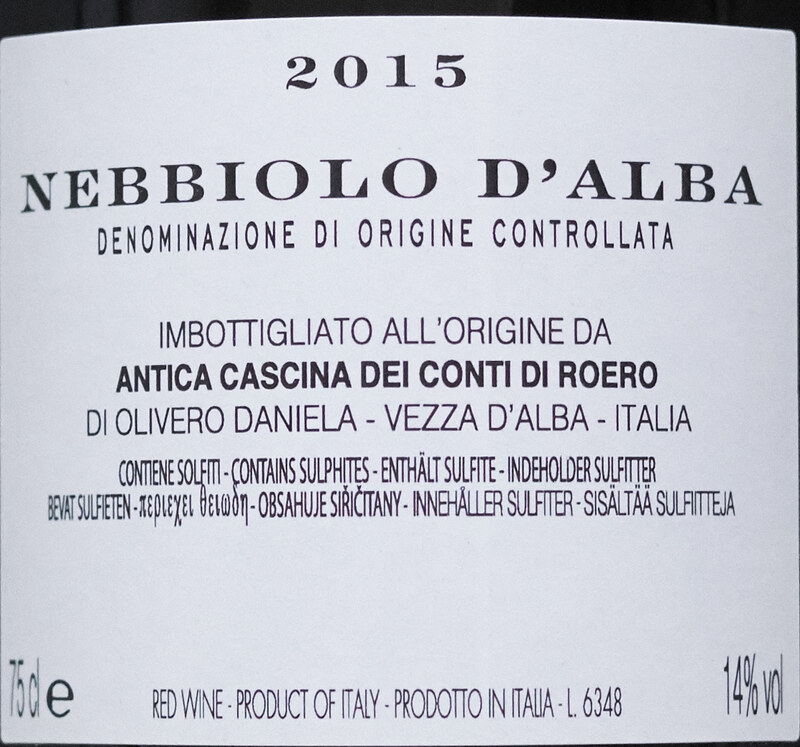 2015
NEBBIOLO D'ALBA
DENOMINAZIONE DI ORIGINE CONTROLLATA
IMBOTTIGLIATO ALL'ORIGINE DA
ANTICA CASCINA DEI CONTI DI ROERO
DI OLIVERO DANIELA - VEZZA D'ALBA - ITALIA
CONTIENE SOLFITI - CONTAINS SULPHITES - ENTHÄLT SULFITE - INDEHOLDER SULFITTER
BEVAT SULFIETEN - περιεχει θειωδη - OBSAHUJE SIŘIČITANY - INNEHÅLLER SULFITER - SISÄLTÄÄ SULFIITTEJA
75 cl e
RED WINE - PRODUCT OF ITALY - PRODOTTO IN ITALIA - L. 6348
14% vol